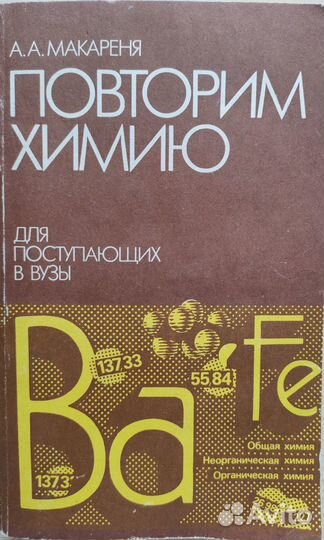 А. А. МАКАРЕНЯ
ПОВТОРИМ
ХИМИЮ
ДЛЯ
ПОСТУПАЮЩИХ
В ВУЗЫ
Ba
137,33
55,84
Fe
Общая химия
Неорганическая химия
Органическая химия
137,3
Avito